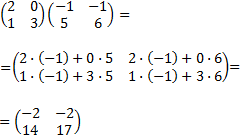 (2 0
1 3)(−1 −1
5 6) =
=(2·(−1)+0·5 2·(−1)+0·6
1·(−1)+3·5 1·(−1)+3·6)=
=(−2 −2
14 17)